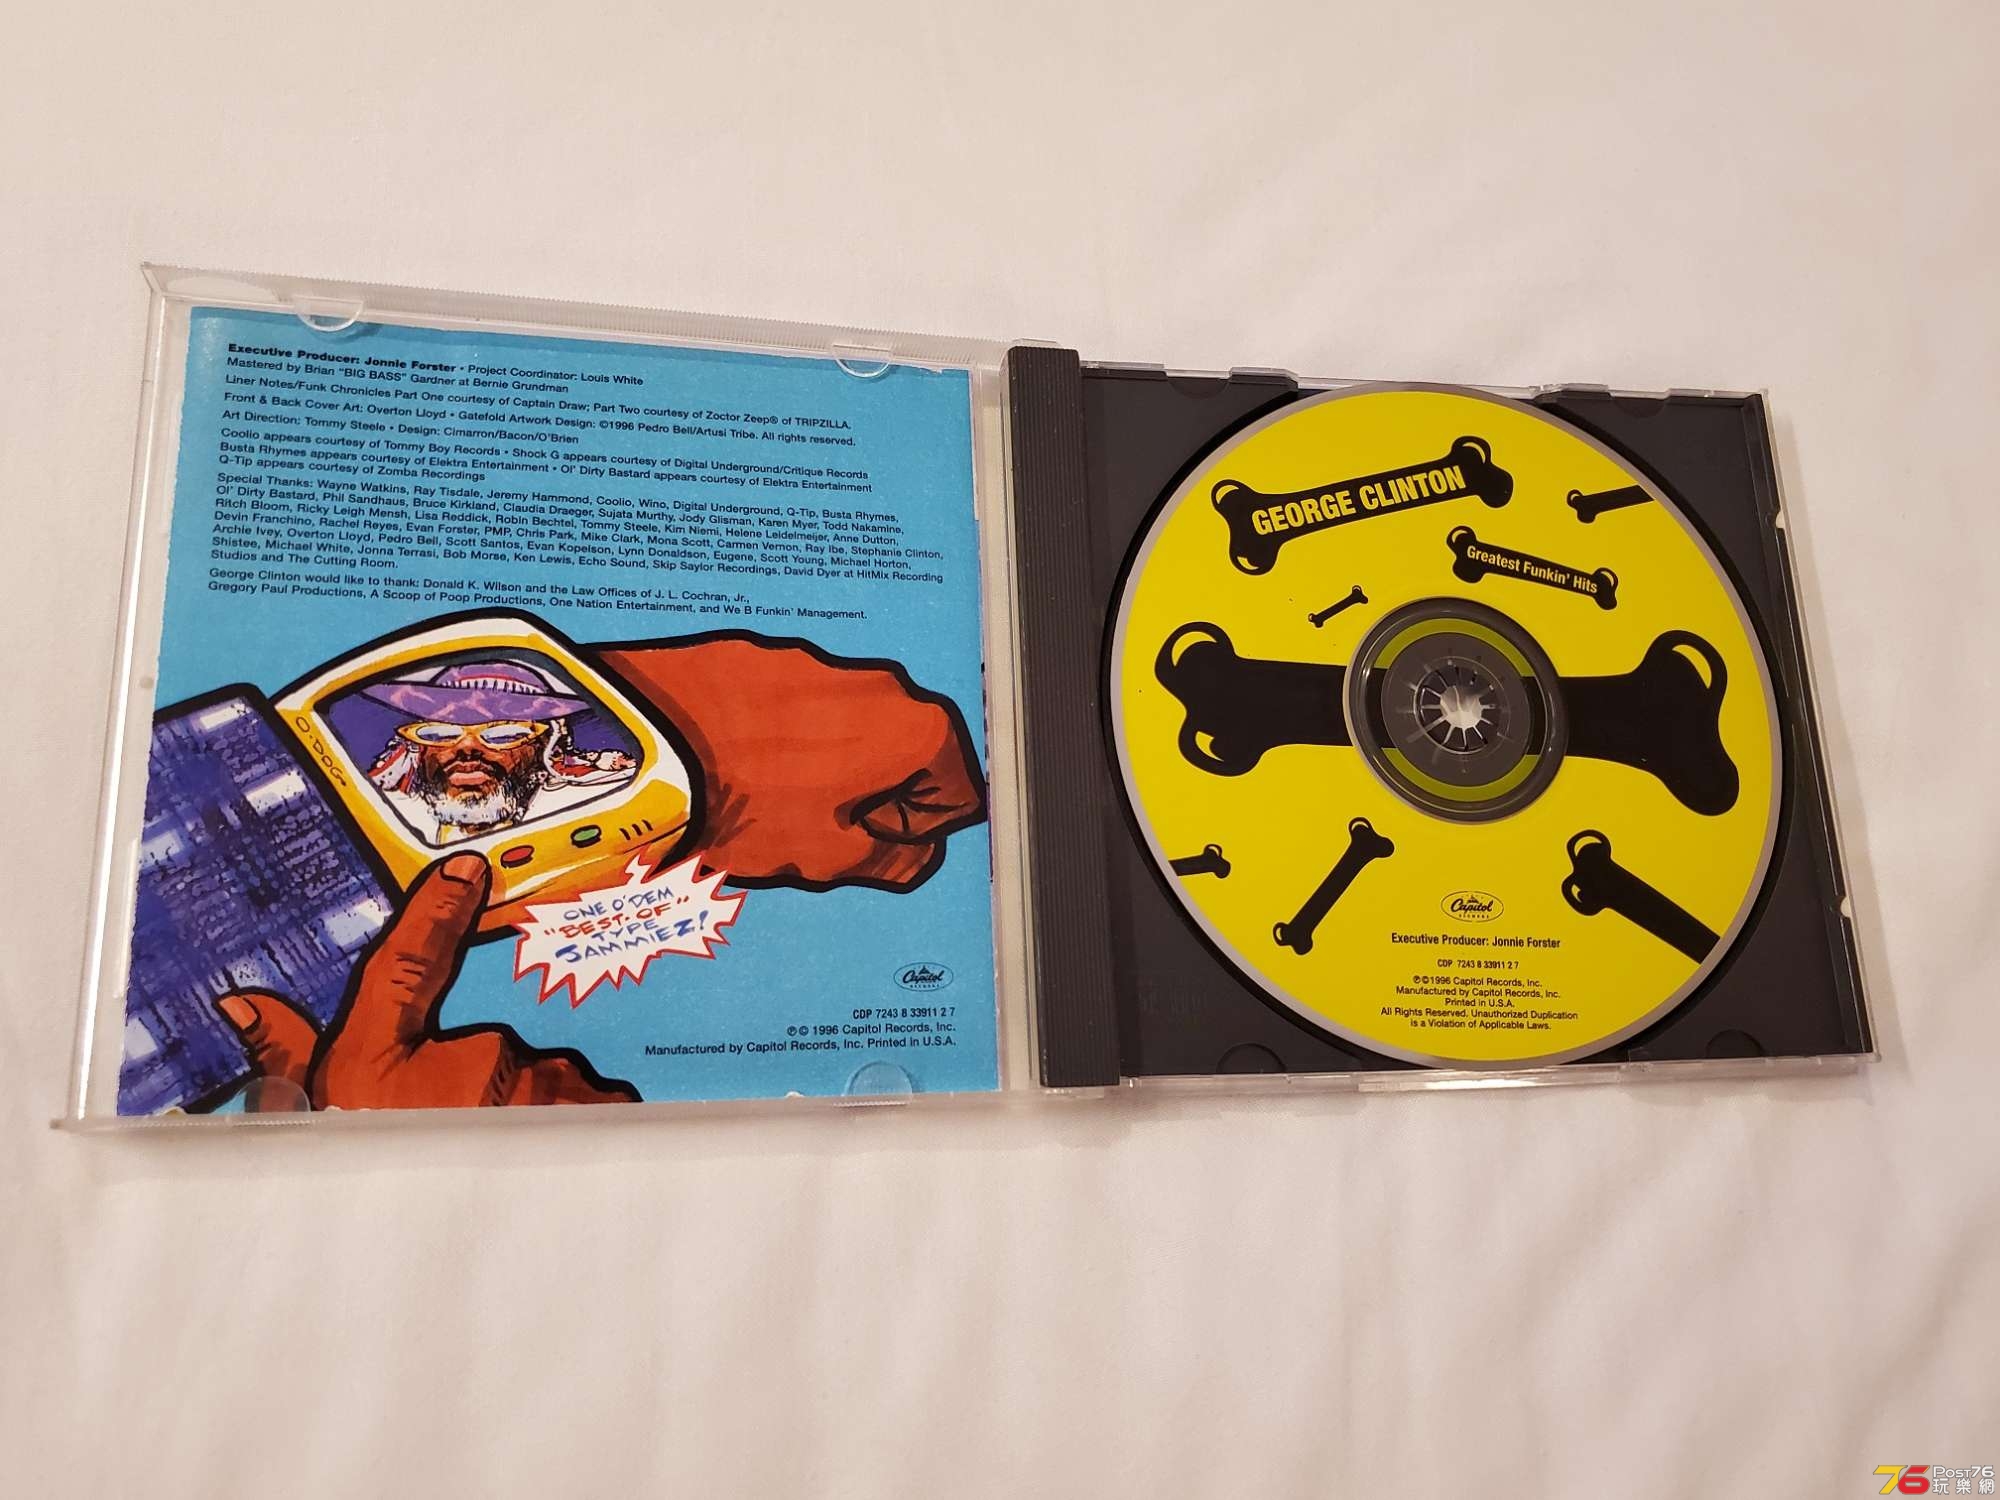 Executive Producer: Jonnie Forster • Project Coordinator: Louis White
Mastered by Brian "BIG BASS" Gardner at Bernie Grundman
Liner Notes/Funk Chronicles Part One courtesy of Captain Draw; Part Two courtesy of Zoctor Zeep® of TRIPZILLA.
Front & Back Cover Art: Overton Lloyd • Gatefold Artwork Design: ©1996 Pedro Bell/Artusi Tribe. All rights reserved.
Art Direction: Tommy Steele • Design: Cimarron/Bacon/O'Brien
Coolio appears courtesy of Tommy Boy Records • Shock G appears courtesy of Digital Underground/Critique Records
Busta Rhymes appears courtesy of Elektra Entertainment • Ol' Dirty Bastard appears courtesy of Elektra Entertainment
Q-Tip appears courtesy of Zomba Recordings
Special Thanks: Wayne Watkins, Ray Tisdale, Jeremy Hammond, Coolio, Wino, Digital Underground, Q-Tip, Busta Rhymes,
Ol' Dirty Bastard, Phil Sandhaus, Bruce Kirkland, Claudia Draeger, Sujata Murthy, Jody Glisman, Karen Myer, Todd Nakamine,
Ritch Bloom, Ricky Leigh Mensh, Lisa Reddick, Robin Bechtel, Tommy Steele, Kim Niemi, Helene Leidelmeijer, Anne Dutton,
Devin Franchino, Rachel Reyes, Evan Forster, PMP, Chris Park, Mike Clark, Mona Scott, Carmen Vernon, Ray Ibe, Stephanie Clinton,
Archie Ivey, Overton Lloyd, Pedro Bell, Scott Santos, Evan Kopelson, Lynn Donaldson, Eugene, Scott Young, Michael Horton,
Shistee, Michael White, Jonna Terrasi, Bob Morse, Ken Lewis, Echo Sound, Skip Saylor Recordings, David Dyer at HitMix Recording
Studios and The Cutting Room.
George Clinton would like to thank: Donald K. Wilson and the Law Offices of J. L. Cochran, Jr.,
Gregory Paul Productions, A Scoop of Poop Productions, One Nation Entertainment, and We B Funkin' Management.
O.DOG
ONE O'DEM
"BEST-OF"
TYPE
JAMMIEZ!
Capitol
RECORDS
CDP 7243 8 33911 2 7
℗© 1996 Capitol Records, Inc.
Manufactured by Capitol Records, Inc. Printed in U.S.A.
GEORGE CLINTON
Greatest Funkin' Hits
Capitol
RECORDS
Executive Producer: Jonnie Forster
CDP 7243 8 33911 2 7
℗©1996 Capitol Records, Inc.
Manufactured by Capitol Records, Inc.
Printed in U.S.A.
All Rights Reserved. Unauthorized Duplication
is a Violation of Applicable Laws.
76 POST76
玩樂網